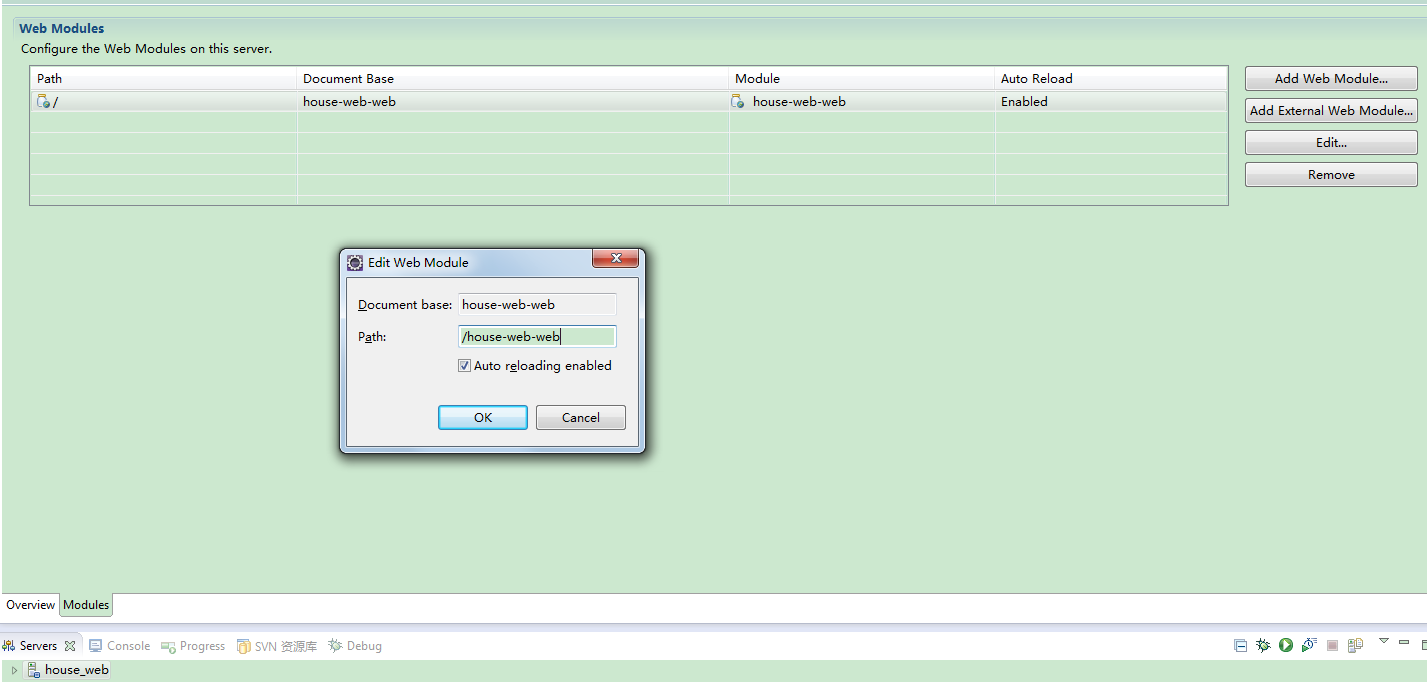 Web Modules
Configure the Web Modules on this server.
Path Document Base Module Auto Reload
/ house-web-web house-web-web Enabled
Add Web Module...
Add External Web Module...
Edit...
Remove
Edit Web Module
Document base: house-web-web
Path: /house-web-web
Auto reloading enabled
OK Cancel
Overview Modules
Servers Console Progress SVN 资源库 Debug
house_web